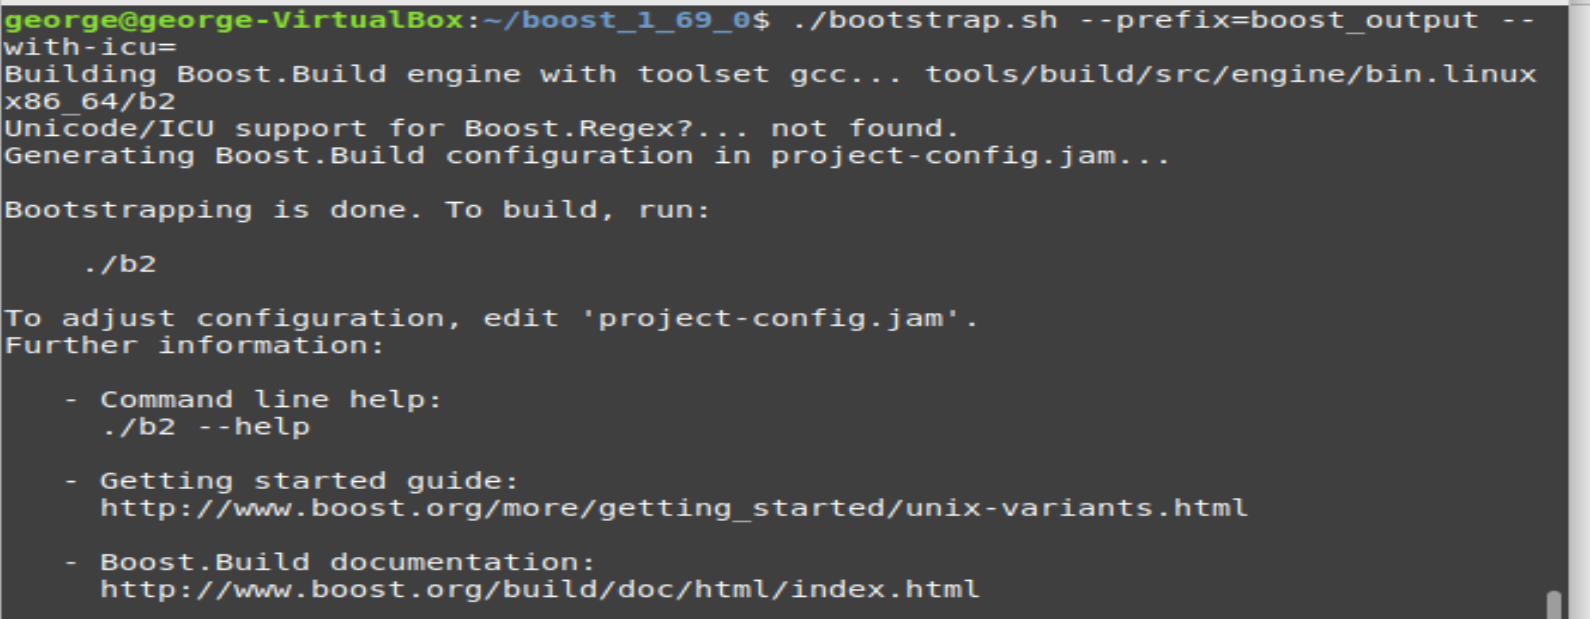 george@george-VirtualBox:~/boost_1_69_0$ ./bootstrap.sh --prefix=boost_output --
with-icu=
Building Boost.Build engine with toolset gcc... tools/build/src/engine/bin.linux
x86_64/b2
Unicode/ICU support for Boost.Regex?... not found.
Generating Boost.Build configuration in project-config.jam...
Bootstrapping is done. To build, run:
./b2
To adjust configuration, edit 'project-config.jam'.
Further information:
- Command line help:
./b2 --help
- Getting started guide:
http://www.boost.org/more/getting_started/unix-variants.html
- Boost.Build documentation:
http://www.boost.org/build/doc/html/index.html